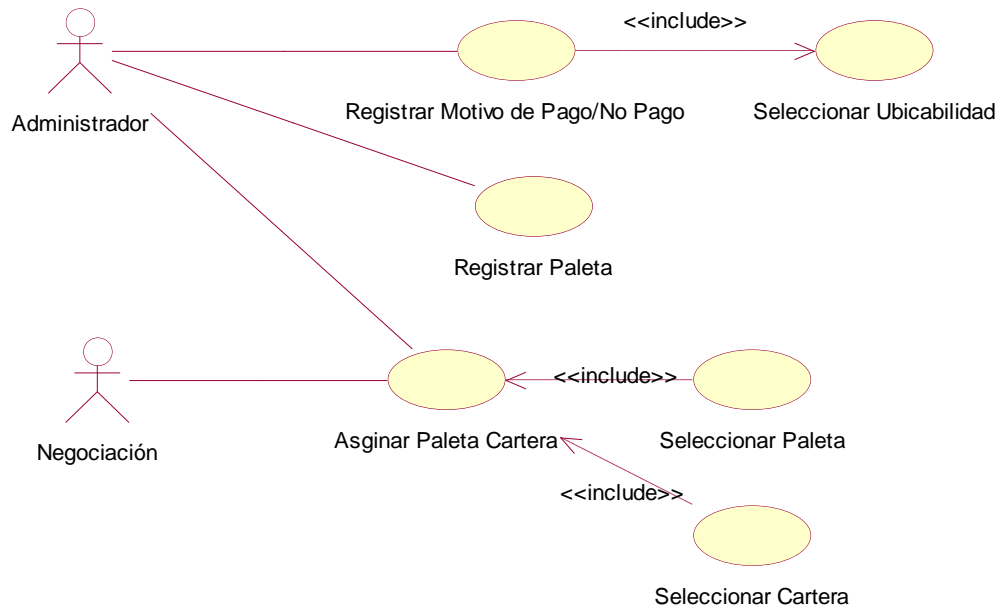 <<include>>
Administrador
Registrar Motivo de Pago/No Pago
Seleccionar Ubicabilidad
Registrar Paleta
<<include>>
Negociación
Asginar Paleta Cartera
Seleccionar Paleta
<<include>>
Seleccionar Cartera